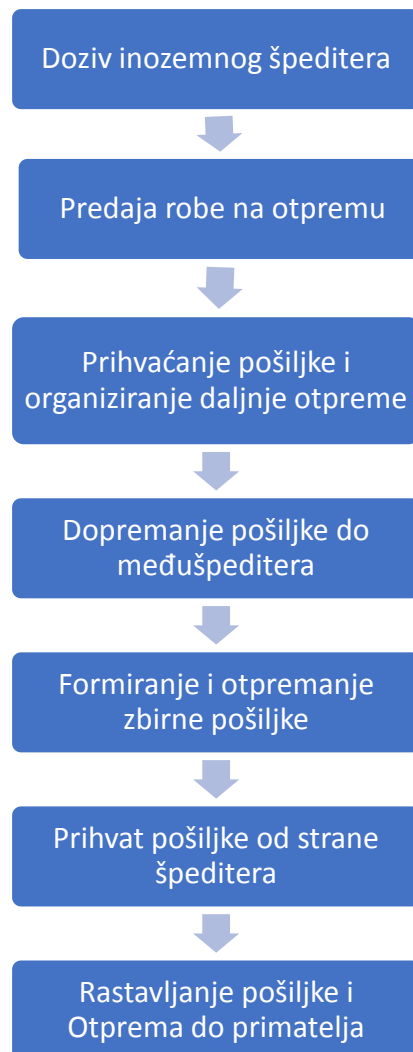 Doziv inozemnog špeditera
Predaja robe na otpremu
Prihvaćanje pošiljke i
organiziranje daljnje otpreme
Dopremanje pošiljke do
međušpeditera
Formiranje i otpremanje
zbirne pošiljke
Prihvat pošiljke od strane
špeditera
Rastavljanje pošiljke i
Otprema do primatelja